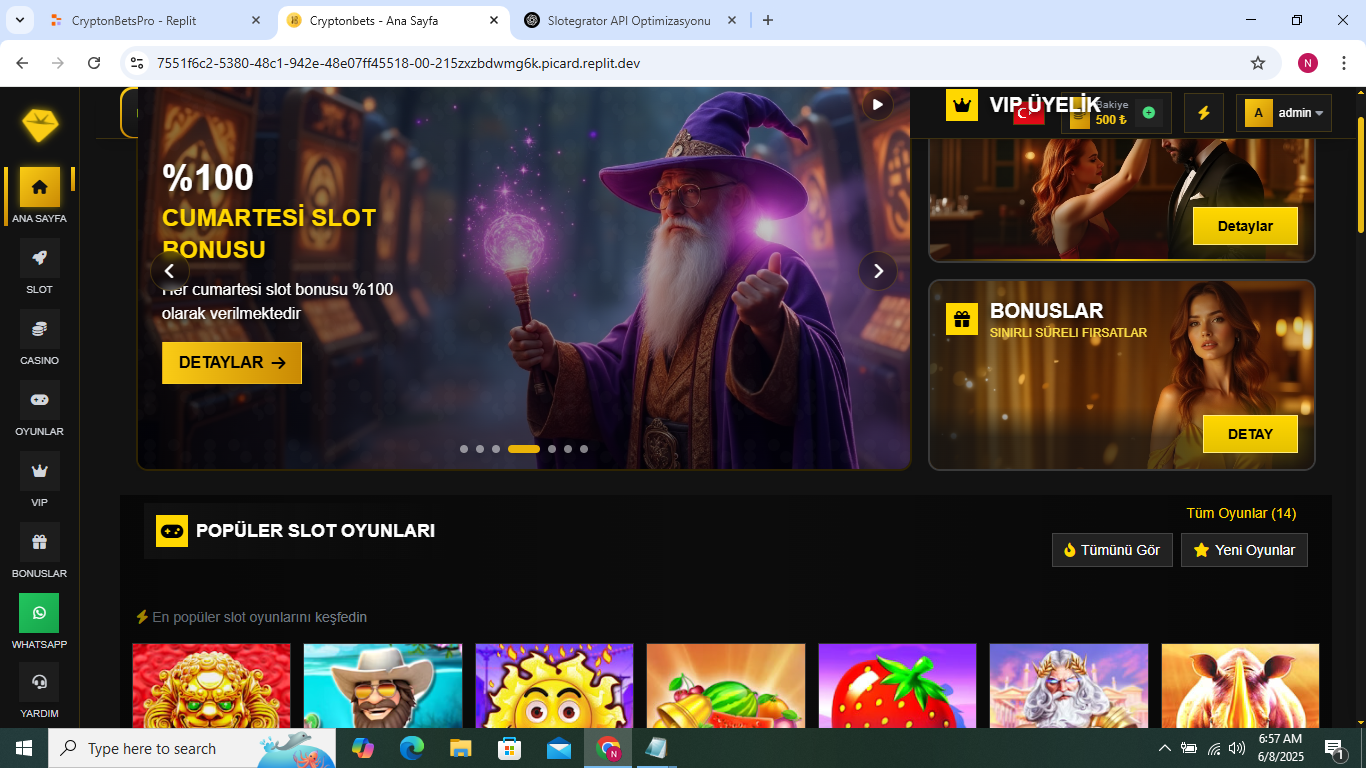 CryptonBetsPro - Replit
Cryptonbets - Ana Sayfa
Slotegrator API Optimizasyonu
7551f6c2-5380-48c1-942e-48e07ff45518-00-215zxzbdwmg6k.picard.replit.dev
N
VIP ÜYELİK
Bakiye
500 ₺
A
admin
ANA SAYFA
SLOT
CASINO
OYUNLAR
VIP
BONUSLAR
WHATSAPP
YARDIM
%100
CUMARTESİ SLOT
BONUSU
Her cumartesi slot bonusu %100
olarak verilmektedir
DETAYLAR →
Detaylar
BONUSLAR
SINIRLI SÜRELİ FIRSATLAR
DETAY
POPÜLER SLOT OYUNLARI
Tüm Oyunlar (14)
Tümünü Gör
Yeni Oyunlar
En popüler slot oyunlarını keşfedin
Type here to search
N
6:57 AM
6/8/2025
1